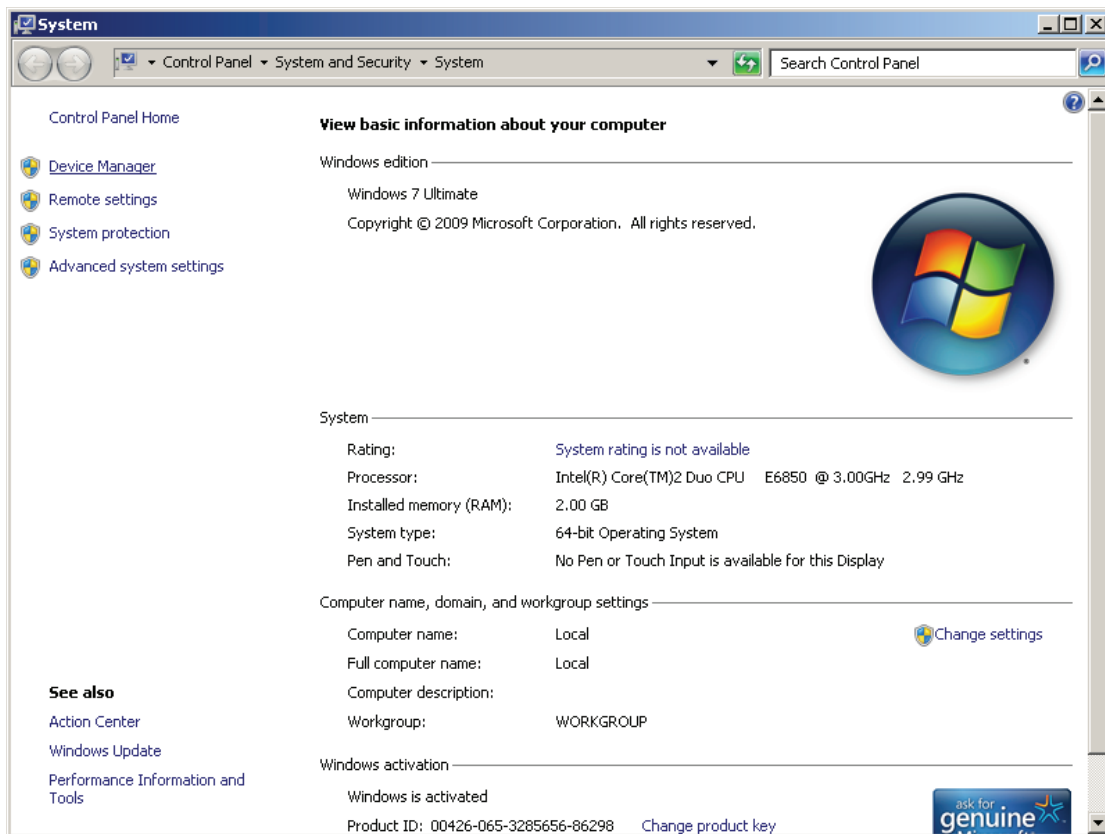 System
Control Panel System and Security System
Search Control Panel
Control Panel Home
Device Manager
Remote settings
System protection
Advanced system settings
See also
Action Center
Windows Update
Performance Information and
Tools
View basic information about your computer
Windows edition
Windows 7 Ultimate
Copyright © 2009 Microsoft Corporation. All rights reserved.
System
Rating: System rating is not available
Processor: Intel(R) Core(TM)2 Duo CPU E6850 @ 3.00GHz 2.99 GHz
Installed memory (RAM): 2.00 GB
System type: 64-bit Operating System
Pen and Touch: No Pen or Touch Input is available for this Display
Computer name, domain, and workgroup settings
Computer name: Local Change settings
Full computer name: Local
Computer description:
Workgroup: WORKGROUP
Windows activation
Windows is activated
Product ID: 00426-065-3285656-86298 Change product key
ask for
genuine